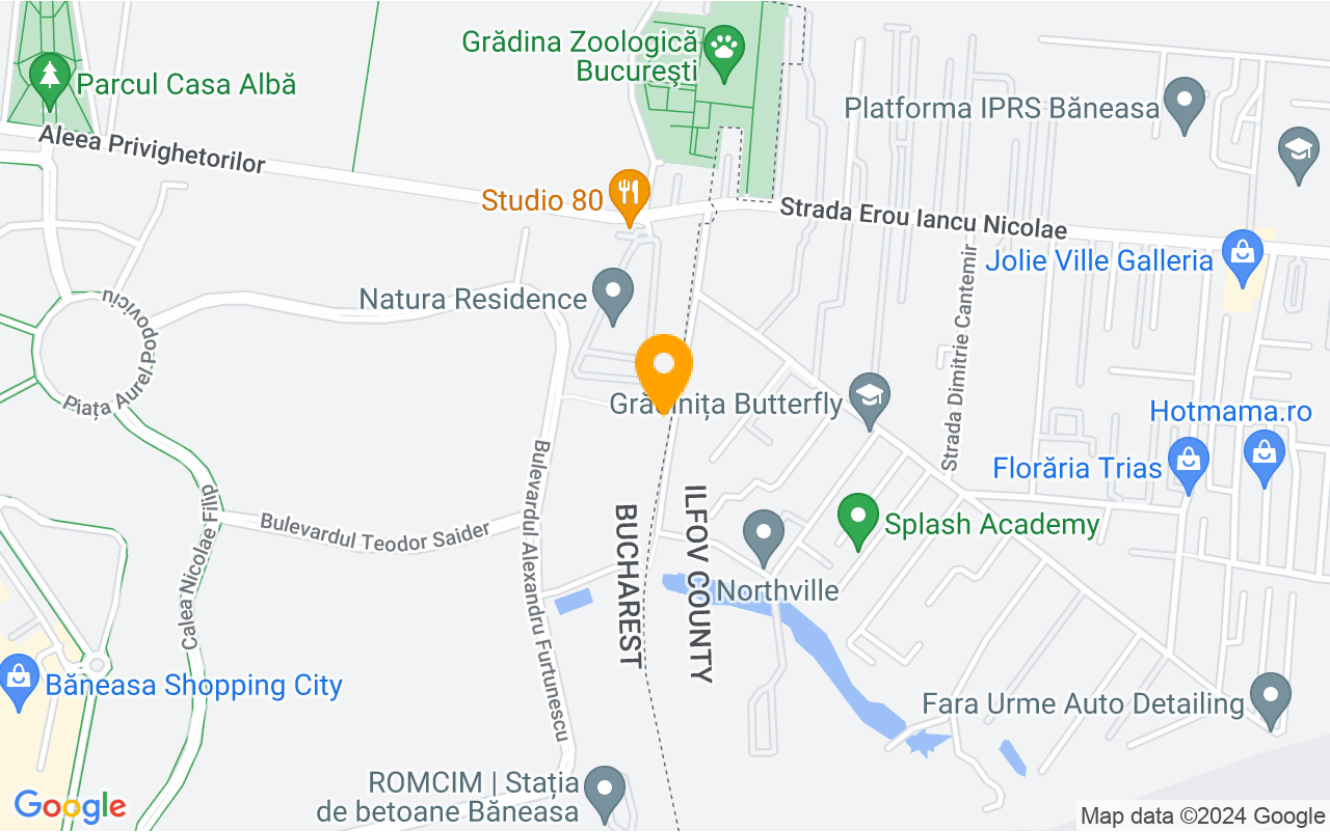 Grădina Zoologică
București
Parcul Casa Albă
Platforma IPRS Băneasa
Aleea Privighetorilor
Studio 80
Strada Erou Iancu Nicolae
Jolie Ville Galleria
Natura Residence
Piața Aurel Popoviciu
Strada Dimitrie Cantemir
Grădinița Butterfly
Hotmama.ro
Florăria Trias
Bulevardul Alexandru Furtunescu
Calea Nicolae Filip
Bulevardul Teodor Saider
BUCHAREST
ILFOV COUNTY
Splash Academy
Northville
Băneasa Shopping City
Fara Urme Auto Detailing
ROMCIM | Stația
de betoane Băneasa
Google
Map data ©2024 Google